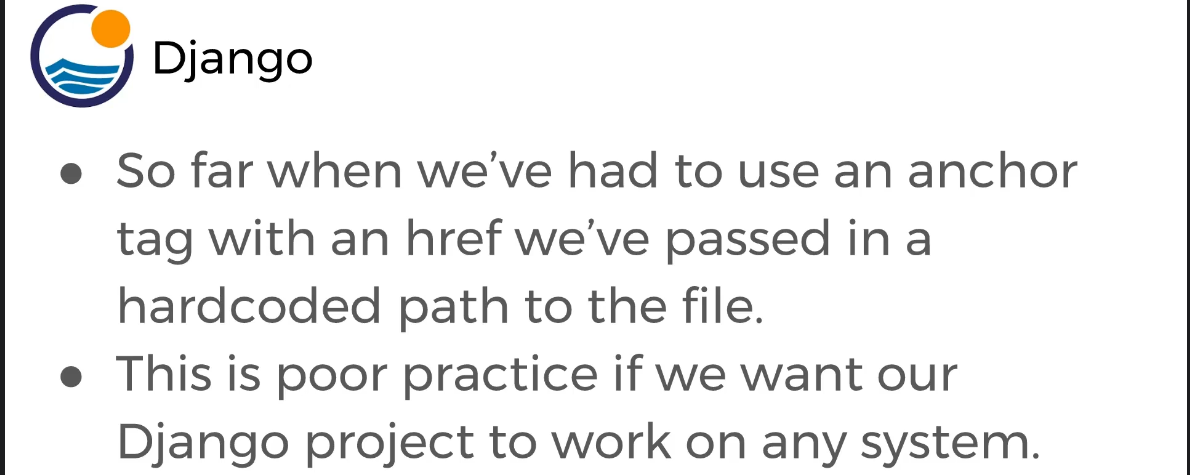 Django
● So far when we’ve had to use an anchor
tag with an href we’ve passed in a
hardcoded path to the file.
● This is poor practice if we want our
Django project to work on any system.